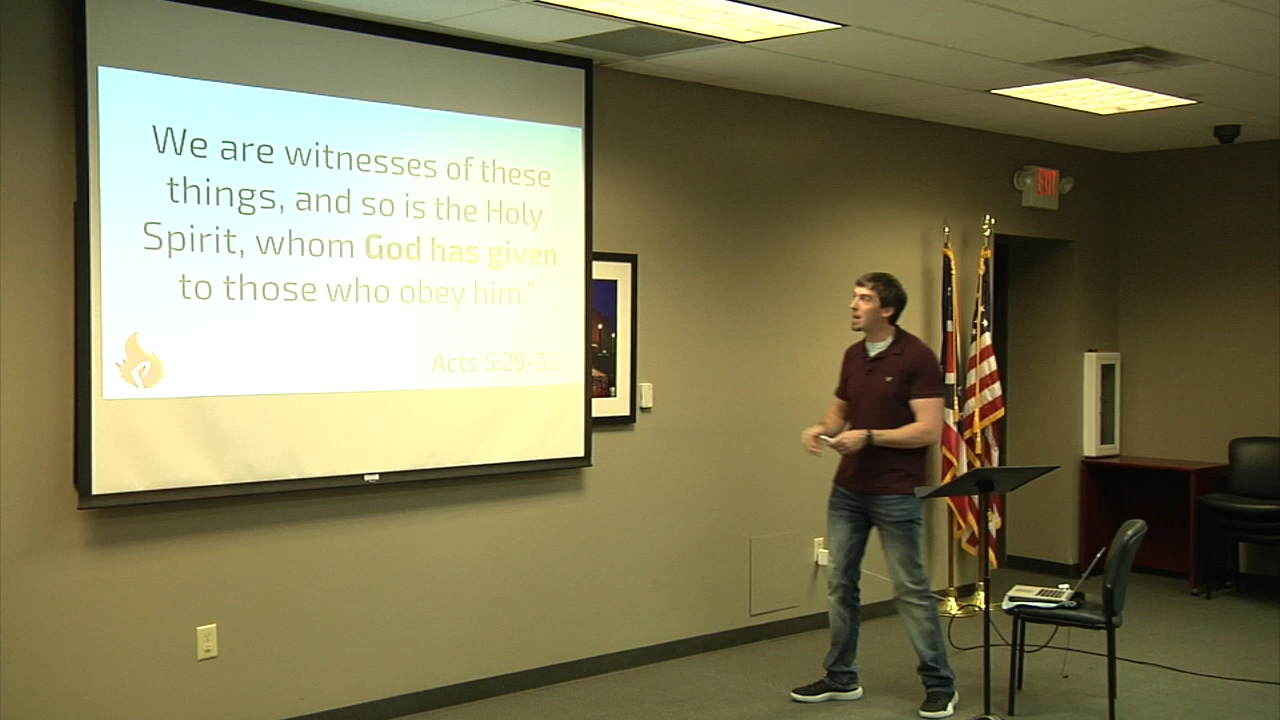 We are witnesses of these
things, and so is the Holy
Spirit, whom God has given
to those who obey him."
Acts 5:29-32
EXIT